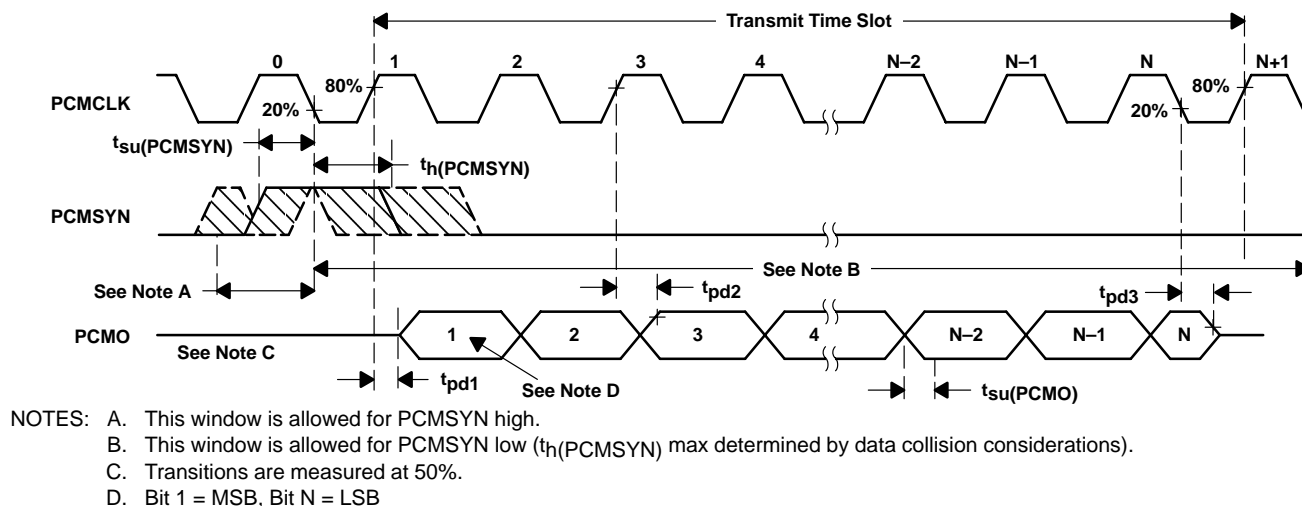 Transmit Time Slot
0 1 2 3 4 N–2 N–1 N N+1
PCMCLK
80% 80%
20% 20%
tsu(PCMSYN)
th(PCMSYN)
PCMSYN
See Note B
See Note A
tpd2 tpd3
PCMO
1 2 3 4 N–2 N–1 N
See Note C
tpd1
See Note D
tsu(PCMO)
NOTES: A. This window is allowed for PCMSYN high.
B. This window is allowed for PCMSYN low (th(PCMSYN) max determined by data collision considerations).
C. Transitions are measured at 50%.
D. Bit 1 = MSB, Bit N = LSB